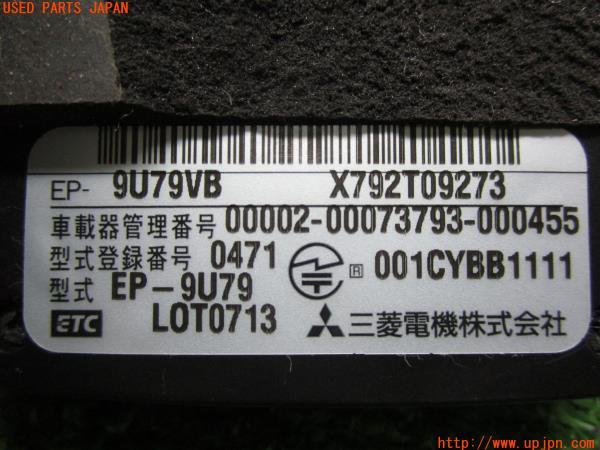 USED PARTS JAPAN
EP- 9U79VB X792T09273
車載器管理番号 00002-00073793-000455
型式登録番号 0471 R 001CYBB1111
型式 EP-9U79
ETC LOT0713 三菱電機株式会社
http://www.upjpn.com/